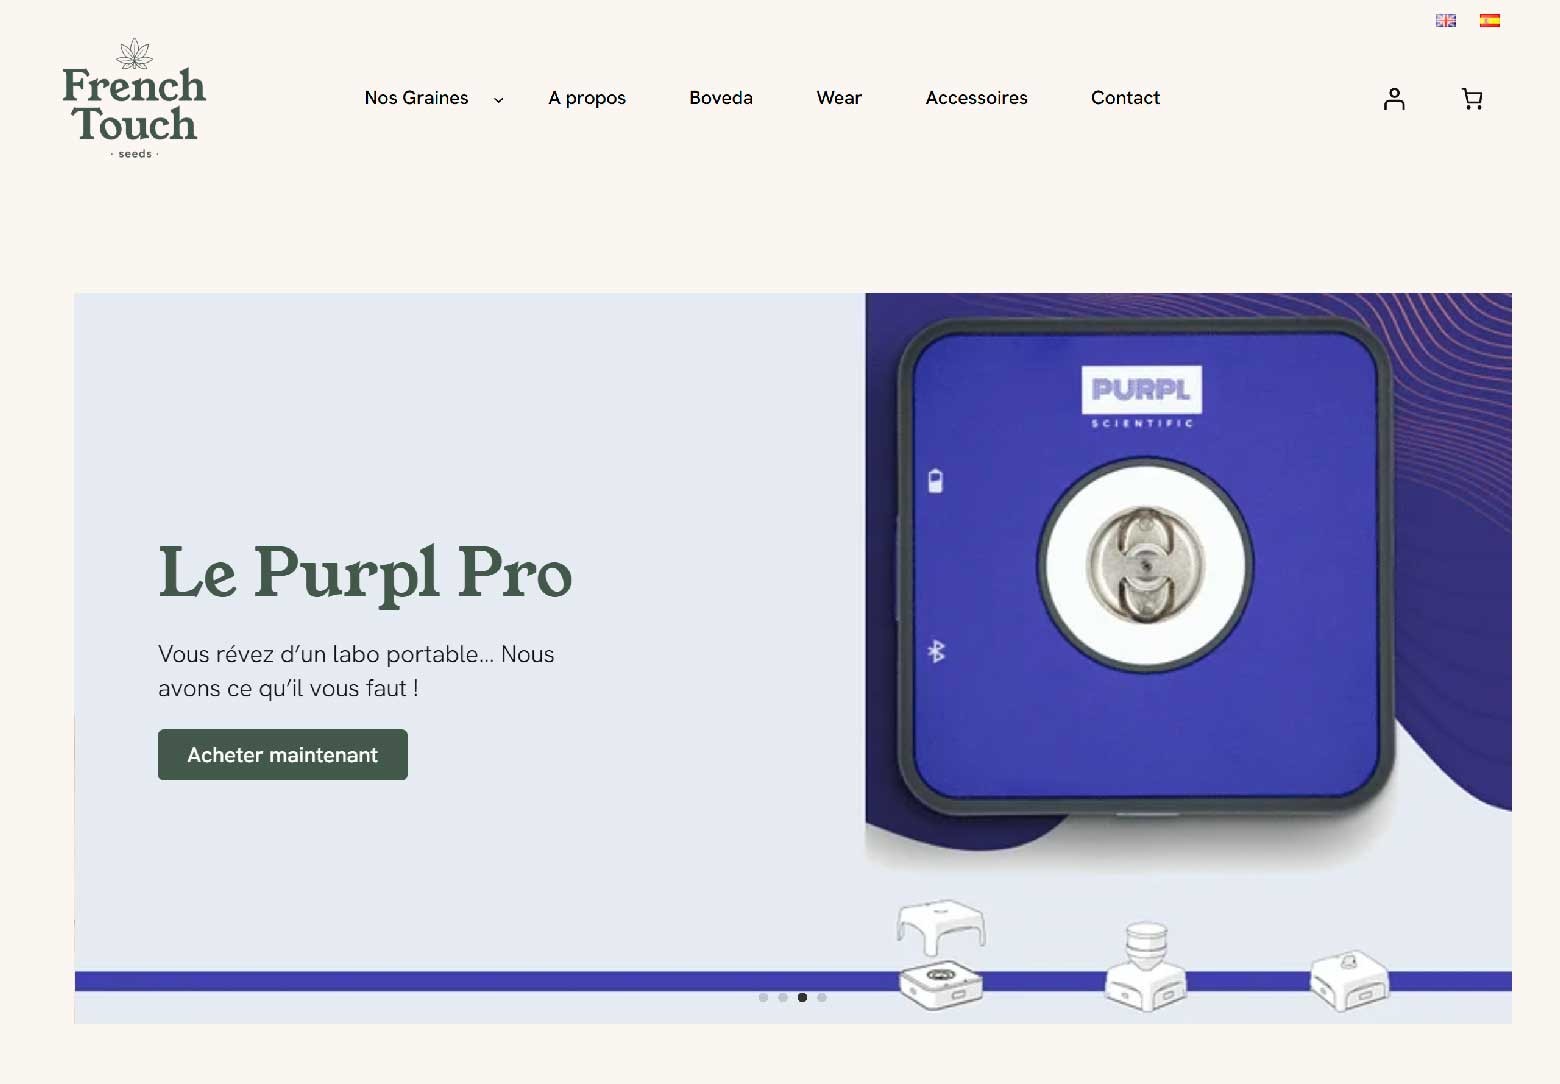 French
Touch
· seeds ·
Nos Graines
A propos
Boveda
Wear
Accessoires
Contact
PURPL
SCIENTIFIC
Le Purpl Pro
Vous révez d’un labo portable... Nous
avons ce qu’il vous faut !
Acheter maintenant